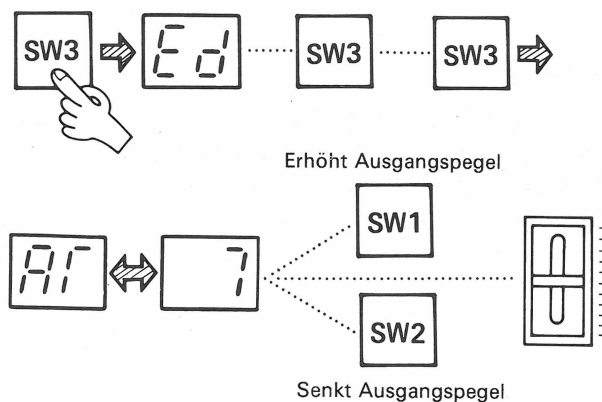 SW3 Ed SW3 SW3
Erhöht Ausgangspegel
SW1
AT 7
SW2
Senkt Ausgangspegel